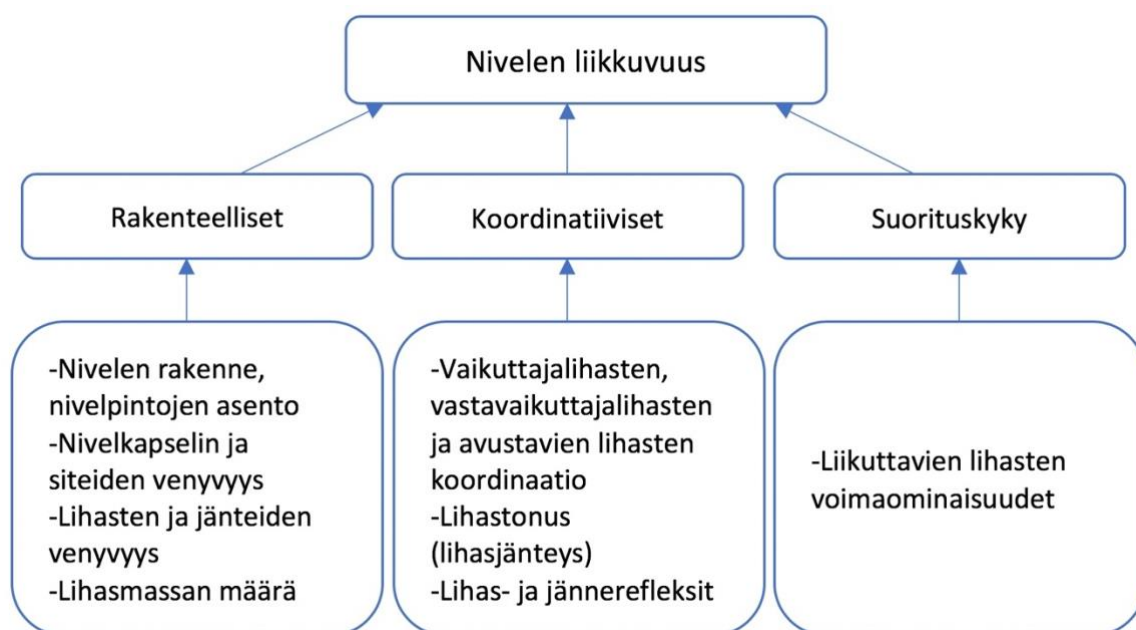 Nivelen liikkuvuus
Rakenteelliset
Koordinatiiviset
Suorituskyky
-Nivelen rakenne,
nivelpintojen asento
-Nivelkapselin ja
siteiden venyvyys
-Lihasten ja jänteiden
venyvyys
-Lihasmassan määrä
-Vaikuttajalihasten,
vastavaikuttajalihasten
ja avustavien lihasten
koordinaatio
-Lihastonus
(lihasjänteys)
-Lihas- ja jännerefleksit
-Liikuttavien lihasten
voimaominaisuudet